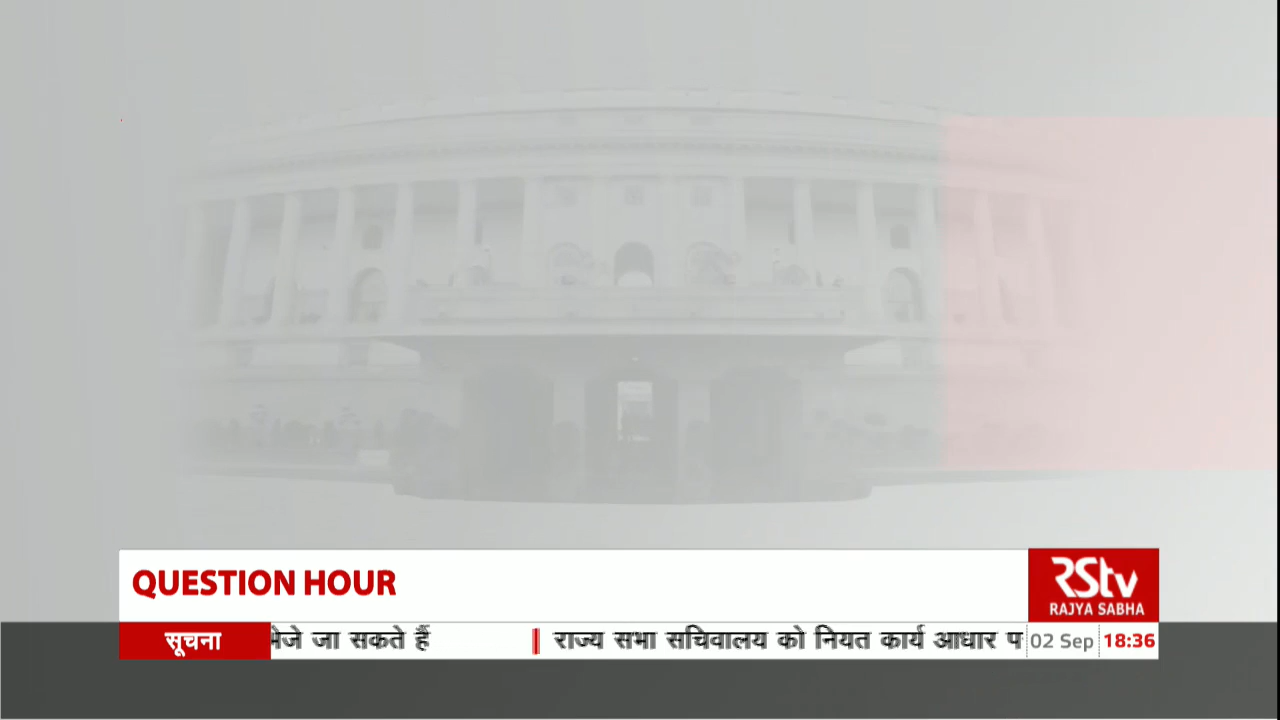 QUESTION HOUR
RSTV
RAJYA SABHA
सूचना
जा सकते हैं
राज्य सभा सचिवालय को नियत कार्य आधार
02 Sep
18:36